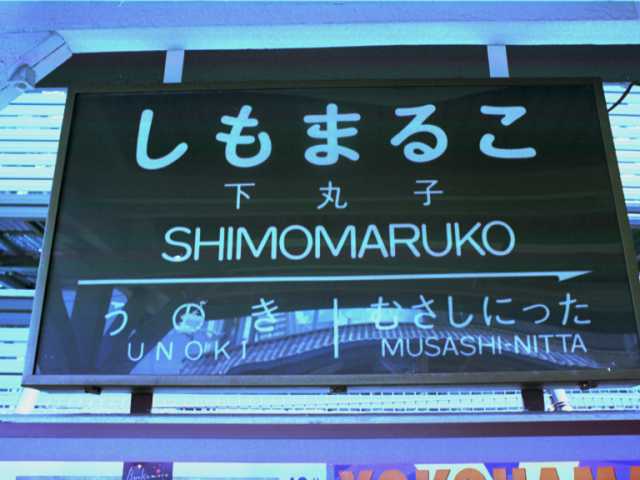 しもまるこ
下丸子
SHIMOMARUKO
うのき むさしにった
UNOKI MUSASHI-NITTA
YOKOHAMA